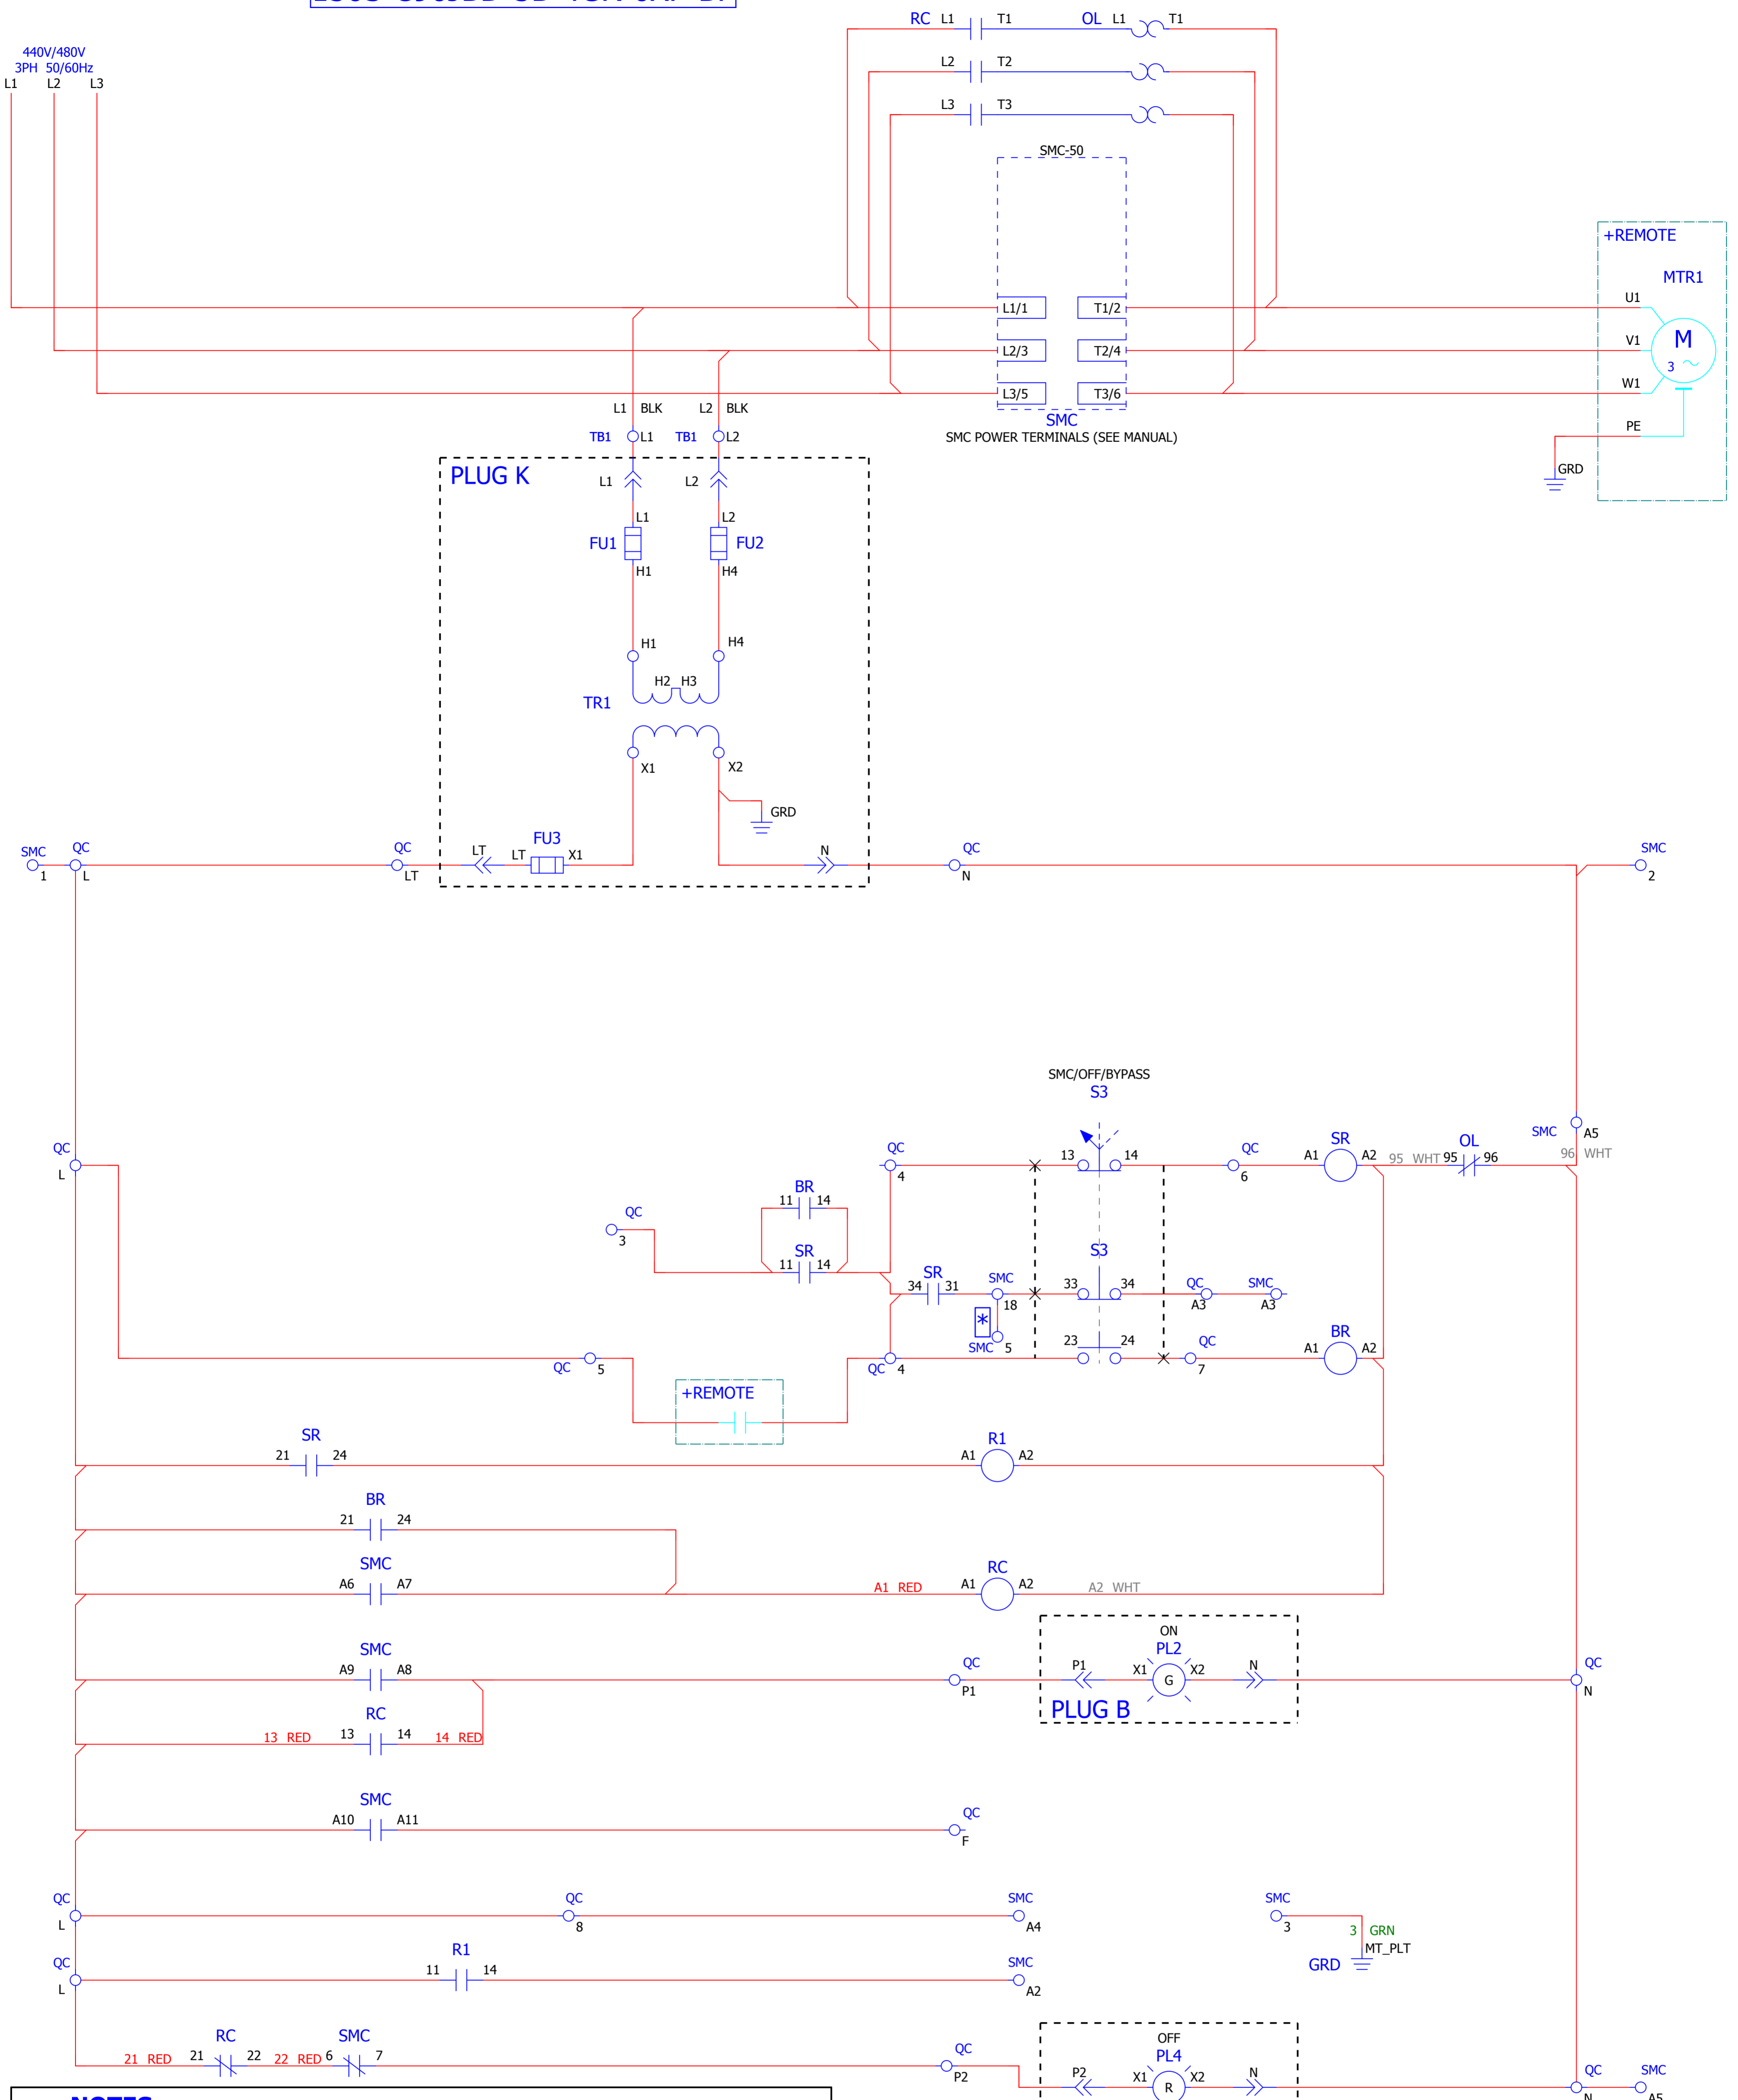 440V/480V
3PH 50/60Hz
L1 L2 L3
RC L1 T1 OL L1 T1
L2 T2
L3 T3
SMC-50
+REMOTE
MTR1
L1/1 T1/2 U1
L2/3 T2/4 V1 M
3
L3/5 T3/6 W1
SMC
SMC POWER TERMINALS (SEE MANUAL)
PE
GRD
L1 BLK L2 BLK
TB1 L1 TB1 L2
PLUG K
L1 L2
L1 L2
FU1 FU2
H1 H4
H1 H4
H2 H3
TR1
X1 X2
GRD
SMC QC QC LT LT FU3 X1 N QC SMC
1 L LT N 2
SMC/OFF/BYPASS
S3
SMC A5
QC 4 13 14 QC 6 A1 SR A2 95 WHT 95 OL 96 96 WHT
QC L
BR
11 14
QC 3
SR
11 14
S3
34 SR 31 SMC 18 33 34 QC A3 SMC A3
*
SMC 5
23 24 QC 7 A1 BR A2
QC 5 QC 4
+REMOTE
SR
21 24 R1 A1 A2
BR
21 24
SMC
A6 A7 A1 RED RC A1 A2 A2 WHT
ON
PL2
SMC
A9 A8 QC P1 P1 X1 G X2 N QC N
PLUG B
RC
13 RED 13 14 14 RED
SMC
A10 A11 QC F
QC L QC 8 SMC A4 SMC 3
3 GRN
MT_PLT
GRD
QC L R1 11 14 SMC A2
OFF
PL4
RC SMC
21 RED 21 22 22 RED 6 7 QC P2 P2 X1 R X2 N QC SMC